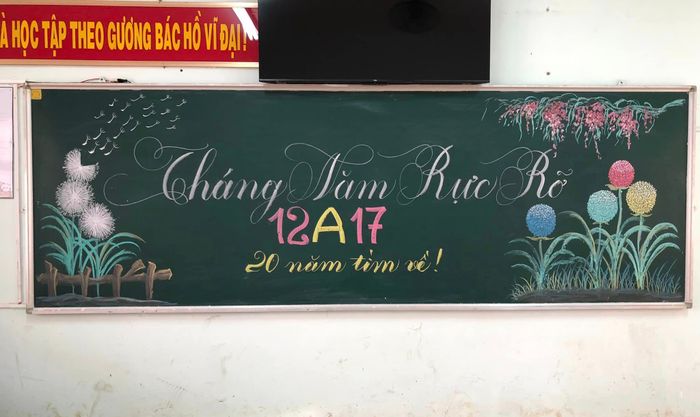 À HỌC TẬP THEO GƯƠNG BÁC HỒ VĨ ĐẠI!
Tháng Năm Rực Rỡ
12A17
20 năm tìm về!